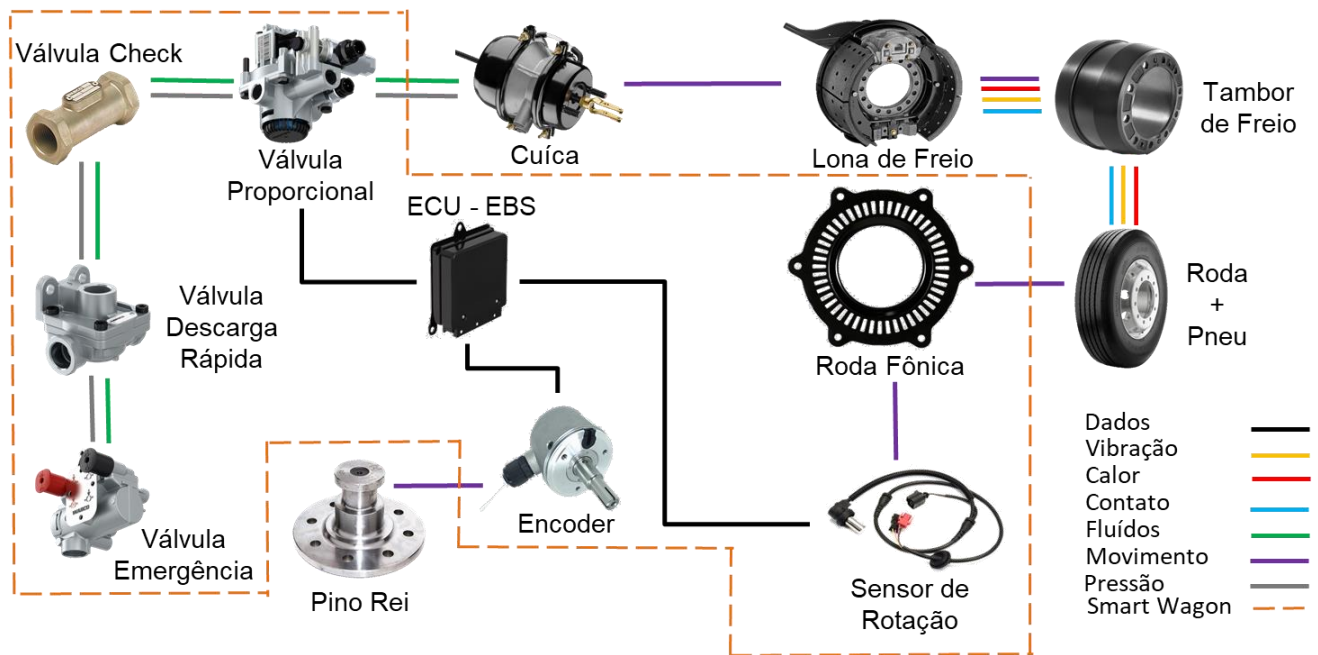 Válvula Check
Válvula
Proporcional
Cuíca
Lona de Freio
Tambor
de Freio
ECU - EBS
Válvula
Descarga
Rápida
Roda Fônica
Roda
+
Pneu
Válvula
Emergência
Pino Rei
Encoder
Sensor de
Rotação
Dados
Vibração
Calor
Contato
Fluídos
Movimento
Pressão
Smart Wagon